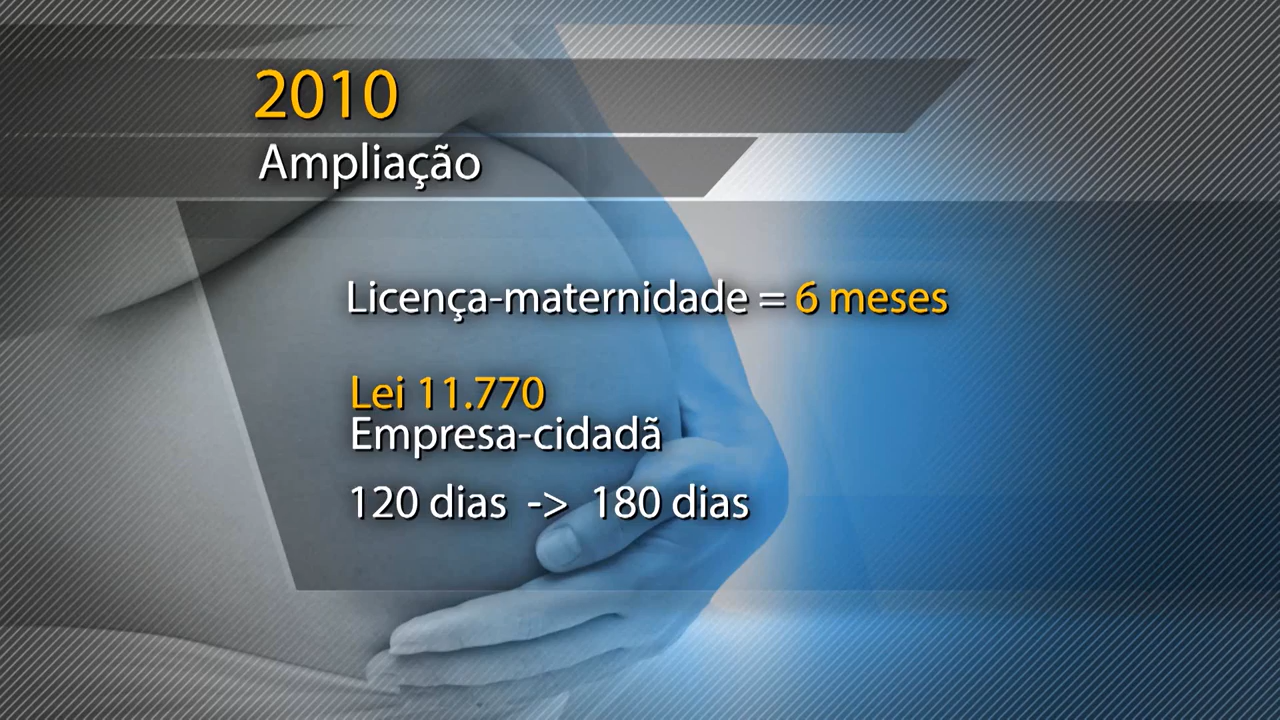 2010
Ampliação
Licença-maternidade = 6 meses
Lei 11.770
Empresa-cidadã
120 dias -> 180 dias